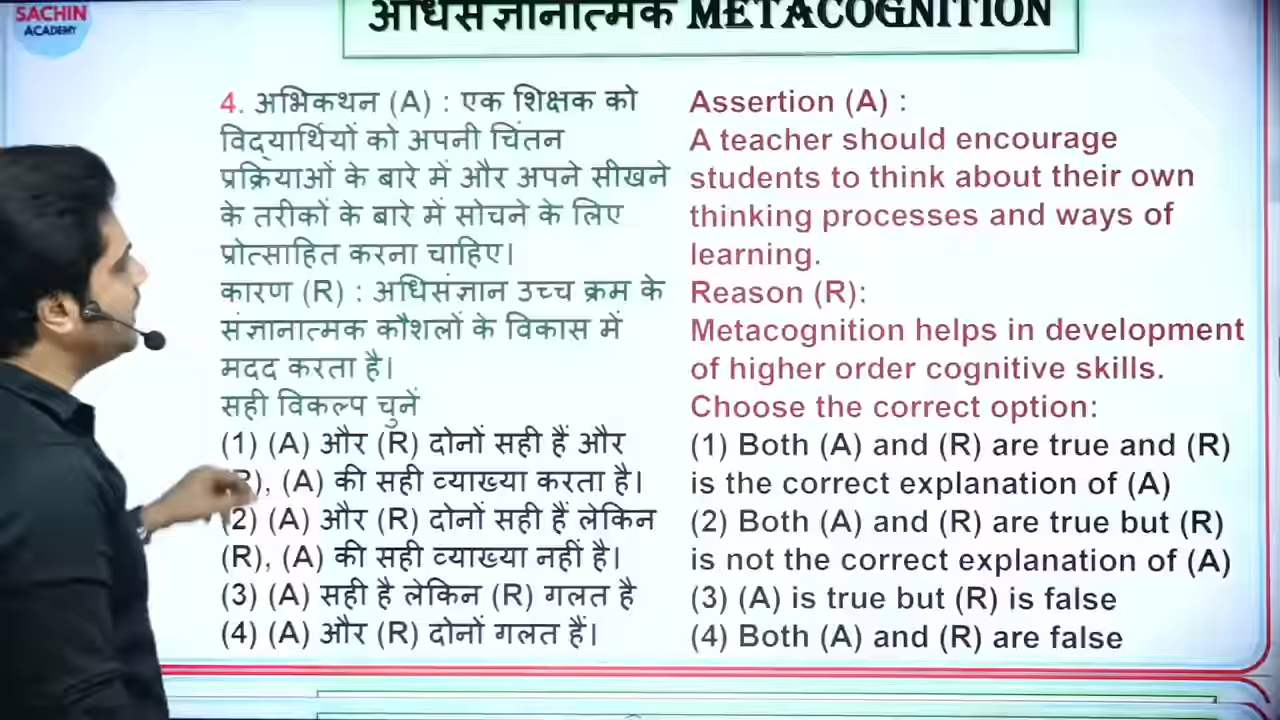 SACHIN
ACADEMY
अधिसंज्ञानात्मक METACOGNITION
4. अभिकथन (A) : एक शिक्षक को
विद्यार्थियों को अपनी चिंतन
प्रक्रियाओं के बारे में और अपने सीखने
के तरीकों के बारे में सोचने के लिए
प्रोत्साहित करना चाहिए।
कारण (R) : अधिसंज्ञान उच्च क्रम के
संज्ञानात्मक कौशलों के विकास में
मदद करता है।
सही विकल्प चुनें
(1) (A) और (R) दोनों सही हैं और
(R), (A) की सही व्याख्या करता है।
(2) (A) और (R) दोनों सही हैं लेकिन
(R), (A) की सही व्याख्या नहीं है।
(3) (A) सही है लेकिन (R) गलत है
(4) (A) और (R) दोनों गलत हैं।
Assertion (A) :
A teacher should encourage
students to think about their own
thinking processes and ways of
learning.
Reason (R):
Metacognition helps in development
of higher order cognitive skills.
Choose the correct option:
(1) Both (A) and (R) are true and (R)
is the correct explanation of (A)
(2) Both (A) and (R) are true but (R)
is not the correct explanation of (A)
(3) (A) is true but (R) is false
(4) Both (A) and (R) are false